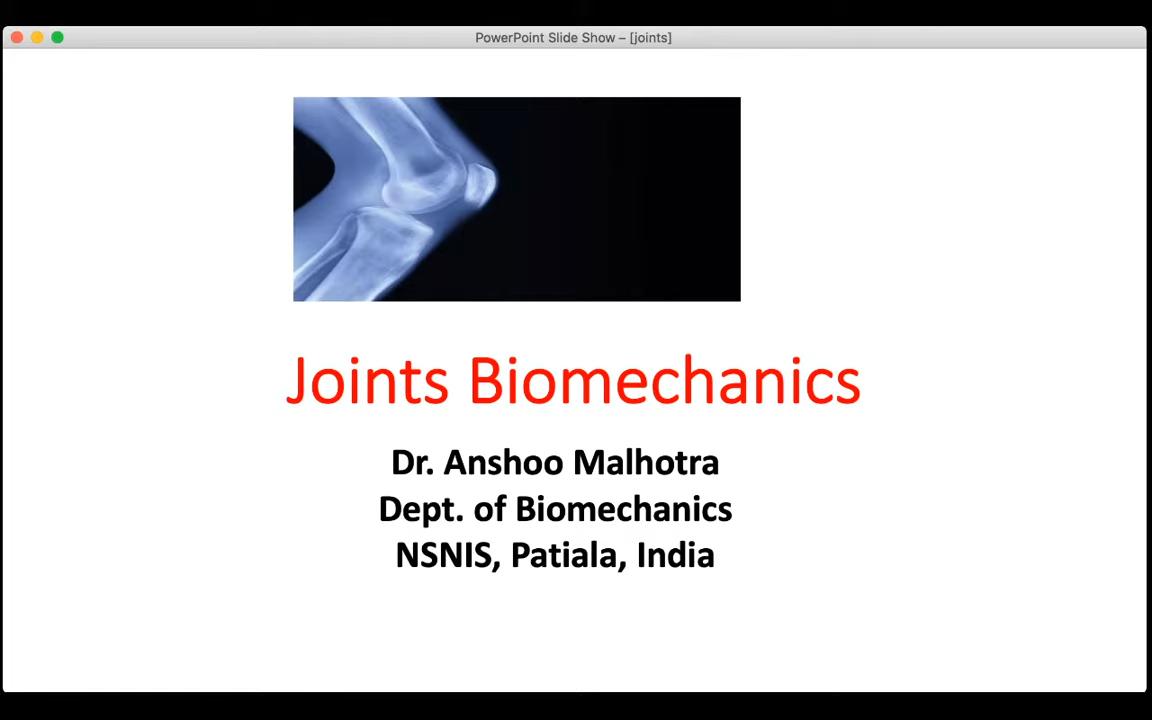 PowerPoint Slide Show – [joints]
Joints Biomechanics
Dr. Anshoo Malhotra
Dept. of Biomechanics
NSNIS, Patiala, India